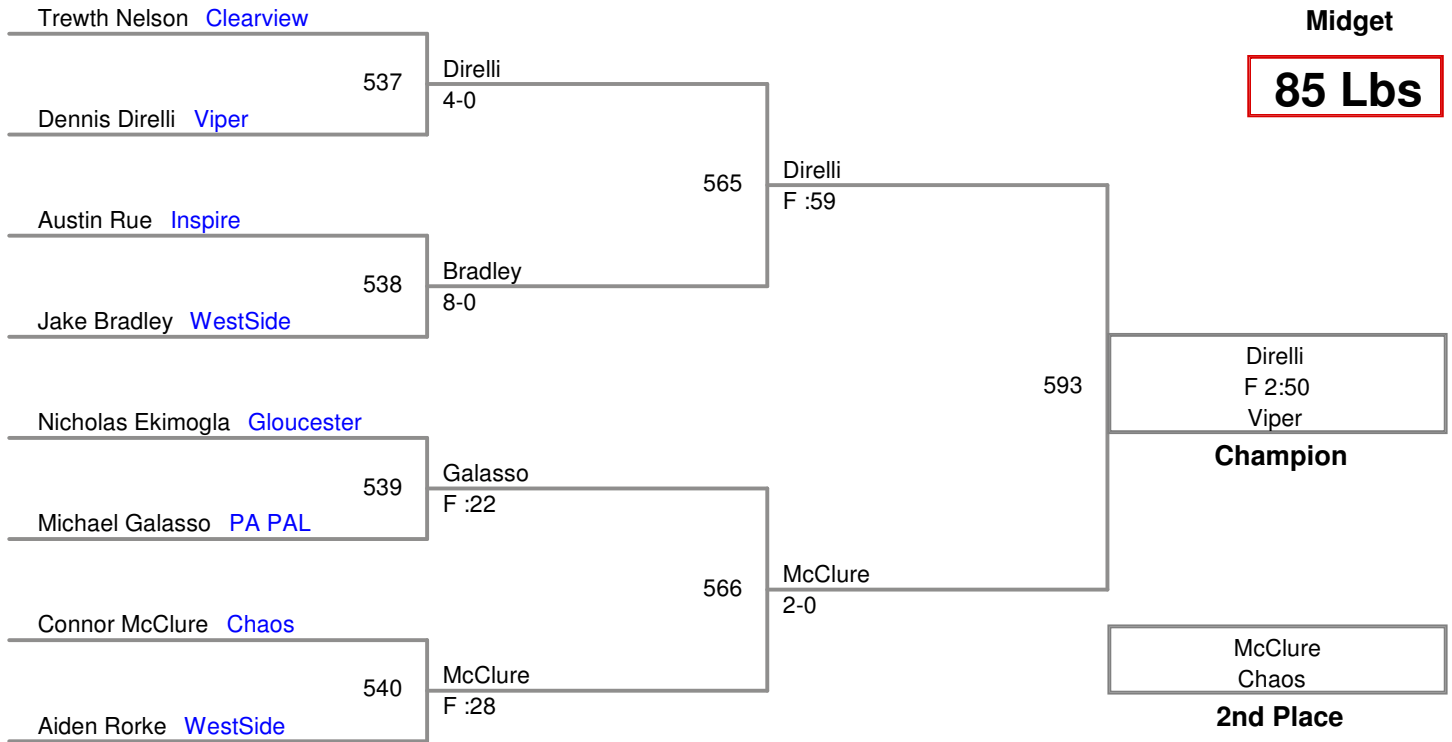 Trewth Nelson Clearview
Midget
85 Lbs
537
Direlli
4-0
Dennis Direlli Viper
565
Direlli
F :59
Austin Rue Inspire
538
Bradley
8-0
Jake Bradley WestSide
593
Direlli
F 2:50
Viper
Champion
Nicholas Ekimogla Gloucester
539
Galasso
F :22
Michael Galasso PA PAL
566
McClure
2-0
Connor McClure Chaos
540
McClure
F :28
Aiden Rorke WestSide
McClure
Chaos
2nd Place